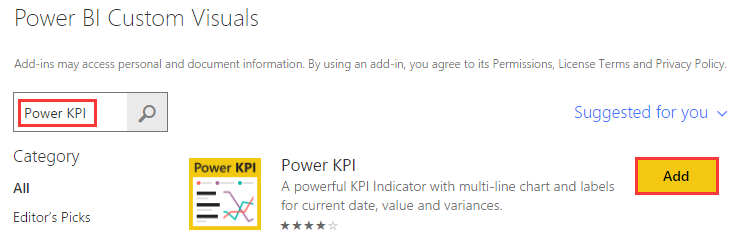 Power BI Custom Visuals
Add-ins may access personal and document information. By using an add-in, you agree to its Permissions, License Terms and Privacy Policy.
Power KPI
Suggested for you
Category
All
Editor's Picks
Power KPI
Power KPI
A powerful KPI Indicator with multi-line chart and labels
for current date, value and variances.
Add